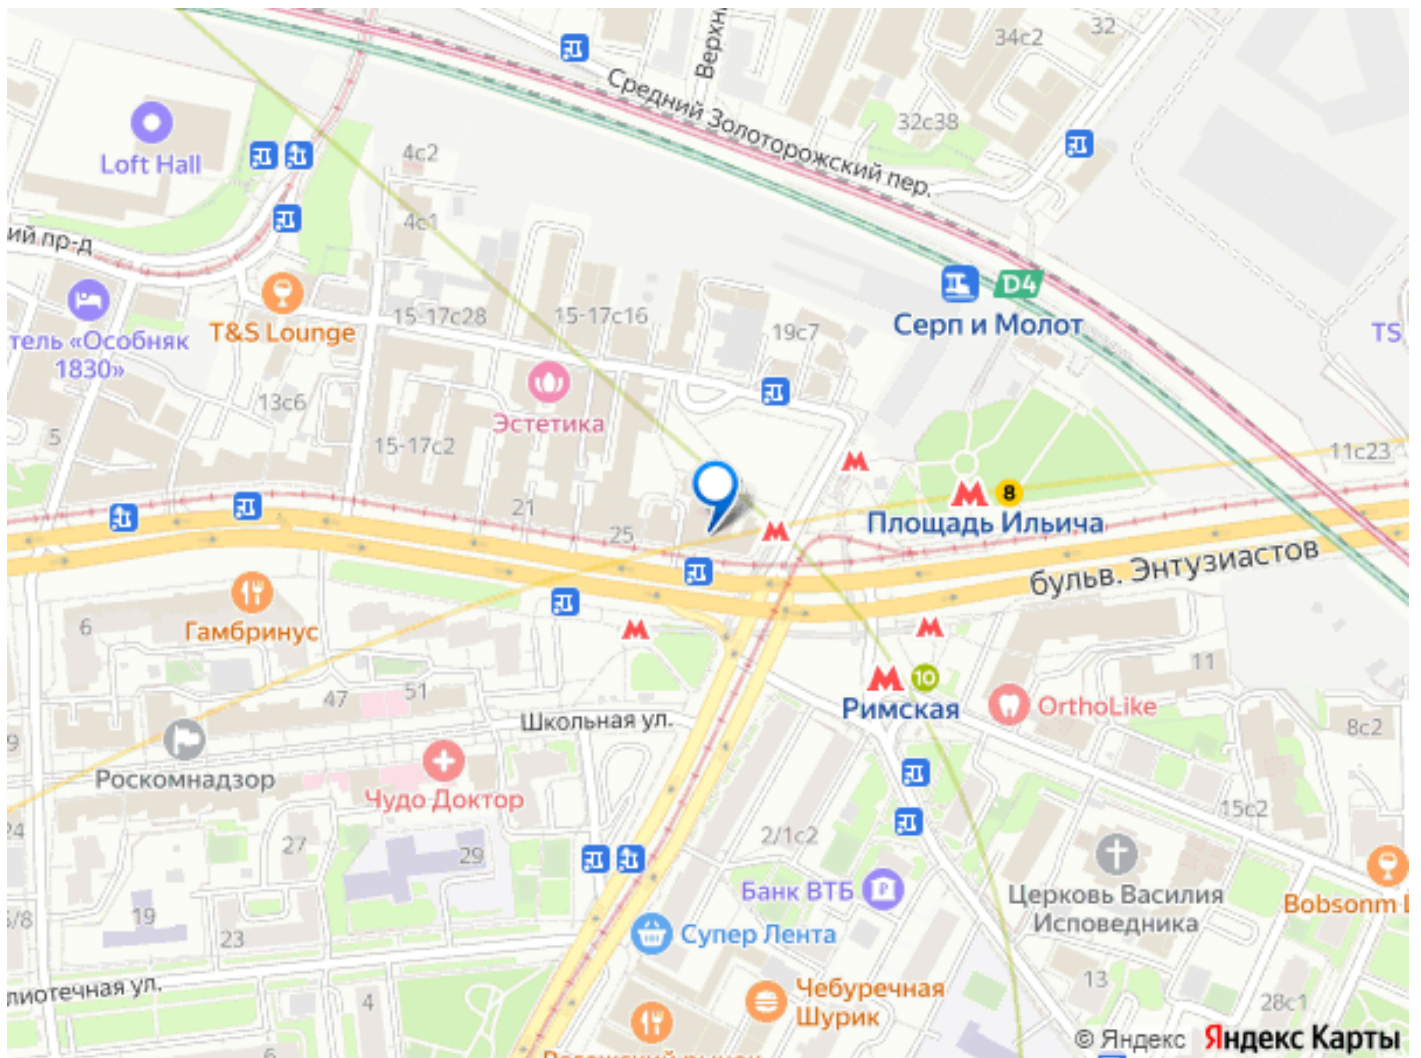 32
34с2
Верхн
Средний Золоторожский пер.
32с38
Loft Hall
4с2
4с1
ий пр-д
D4
Серп и Молот
TS
15-17с28
15-17с16
19с7
T&S Lounge
тель «Особняк
1830»
13с6
Эстетика
5
15-17с2
11с23
8
Площадь Ильича
21
25
бульв. Энтузиастов
6
Гамбринус
11
10
Римская
OrthoLike
47
51
Школьная ул.
8с2
9
Роскомнадзор
Чудо Доктор
15с2
24
27
29
2/1с2
Банк ВТБ
Церковь Василия
Исповедника
Bobsonm L
5/8
19
23
Супер Лента
лиотечная ул.
4
13
Чебуречная
Шурик
28с1
Рогожский рынок
6
© Яндекс Яндекс Карты